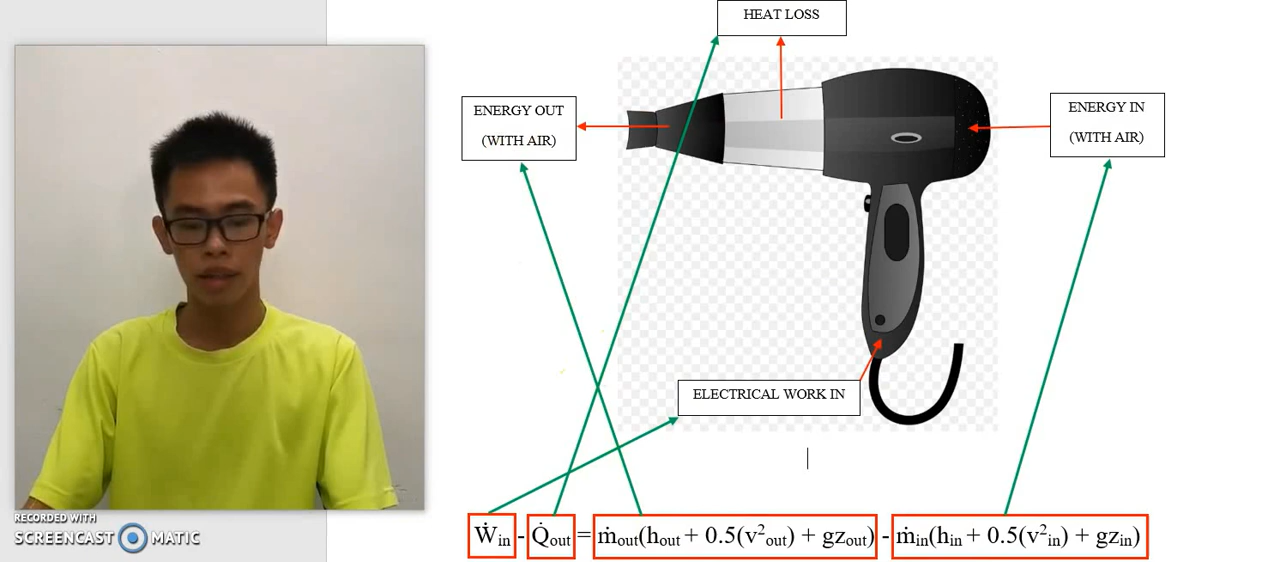 HEAT LOSS
ENERGY OUT
(WITH AIR)
ENERGY IN
(WITH AIR)
ELECTRICAL WORK IN
RECORDED WITH
SCREENCAST MATIC
Ẇin - Q̇out = ṁout(hout + 0.5(v²out) + gzout) - ṁin(hin + 0.5(v²in) + gzin)